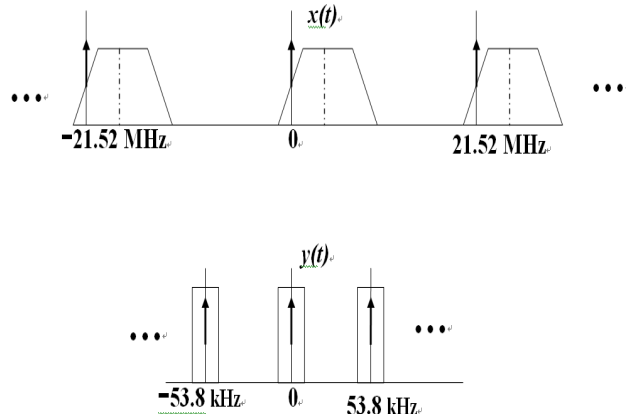 x(t)
−21.52 MHz 0 21.52 MHz
y(t)
−53.8 kHz 0 53.8 kHz